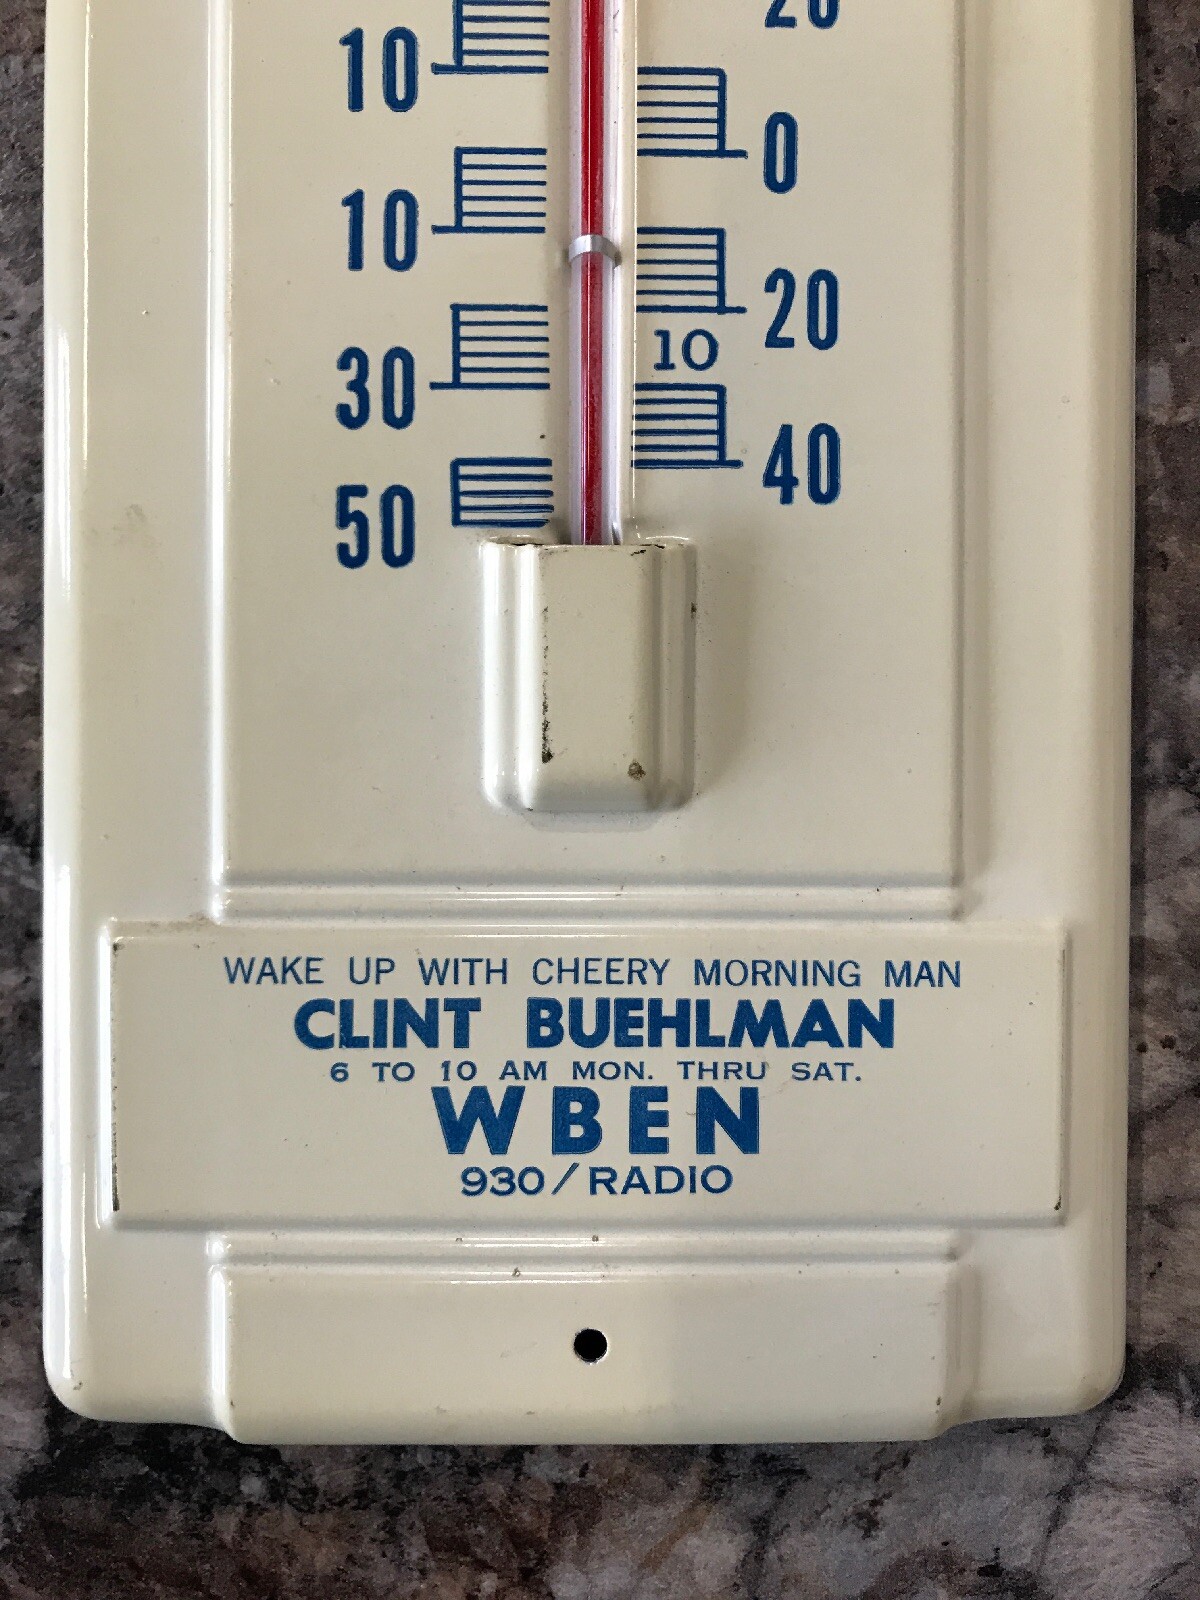 20
10
0
10
20
10
30
40
50
WAKE UP WITH CHEERY MORNING MAN
CLINT BUEHLMAN
6 TO 10 AM MON. THRU SAT.
WBEN
930/RADIO